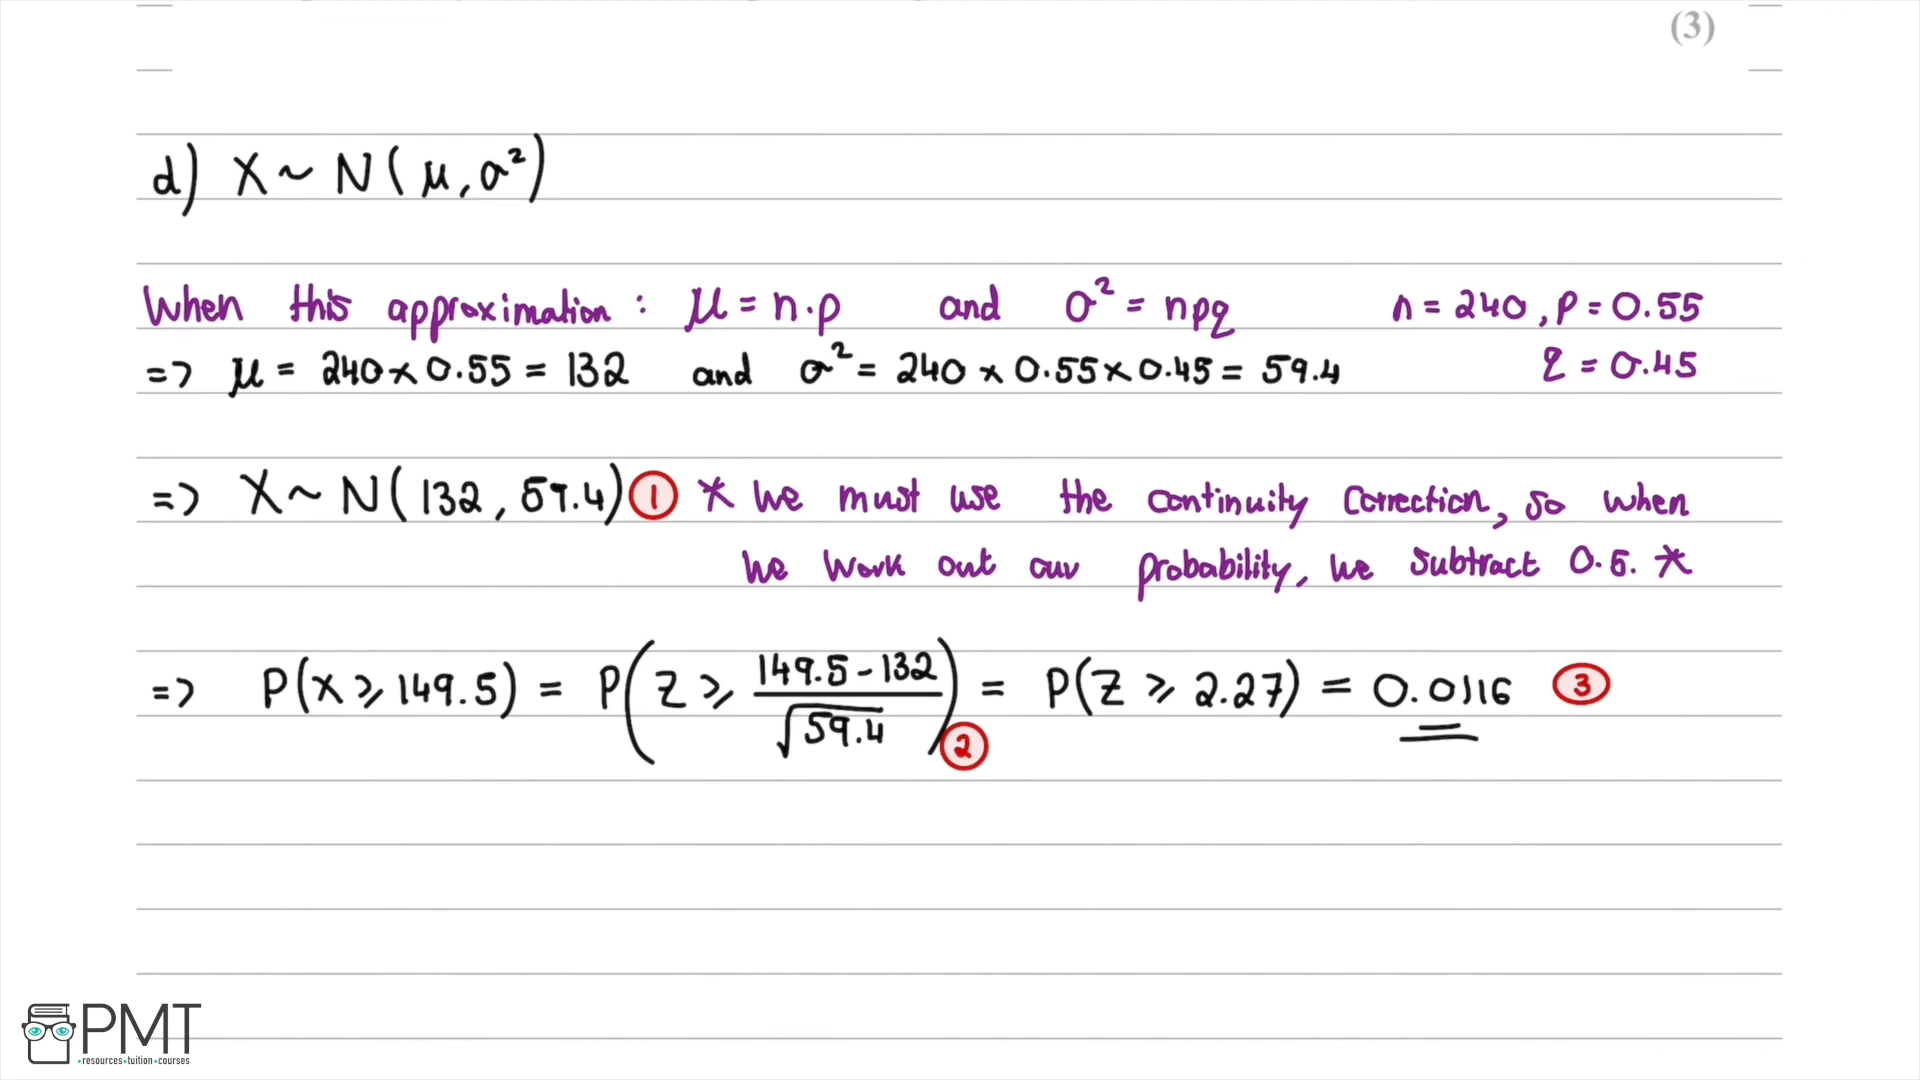 (3)
d) X ~ N(μ, σ²)
When this approximation : μ = n·p and σ² = npq n = 240, p = 0.55
=> μ = 240 × 0.55 = 132 and σ² = 240 × 0.55 × 0.45 = 59.4 q = 0.45
=> X ~ N(132, 59.4) ① * We must use the continuity correction, so when
we work out our probability, we subtract 0.5. *
=> P(X ⩾ 149.5) = P(Z ⩾ (149.5 - 132)/√59.4) ② = P(Z ⩾ 2.27) = 0.0116 ③
PMT
•resources•tuition•courses